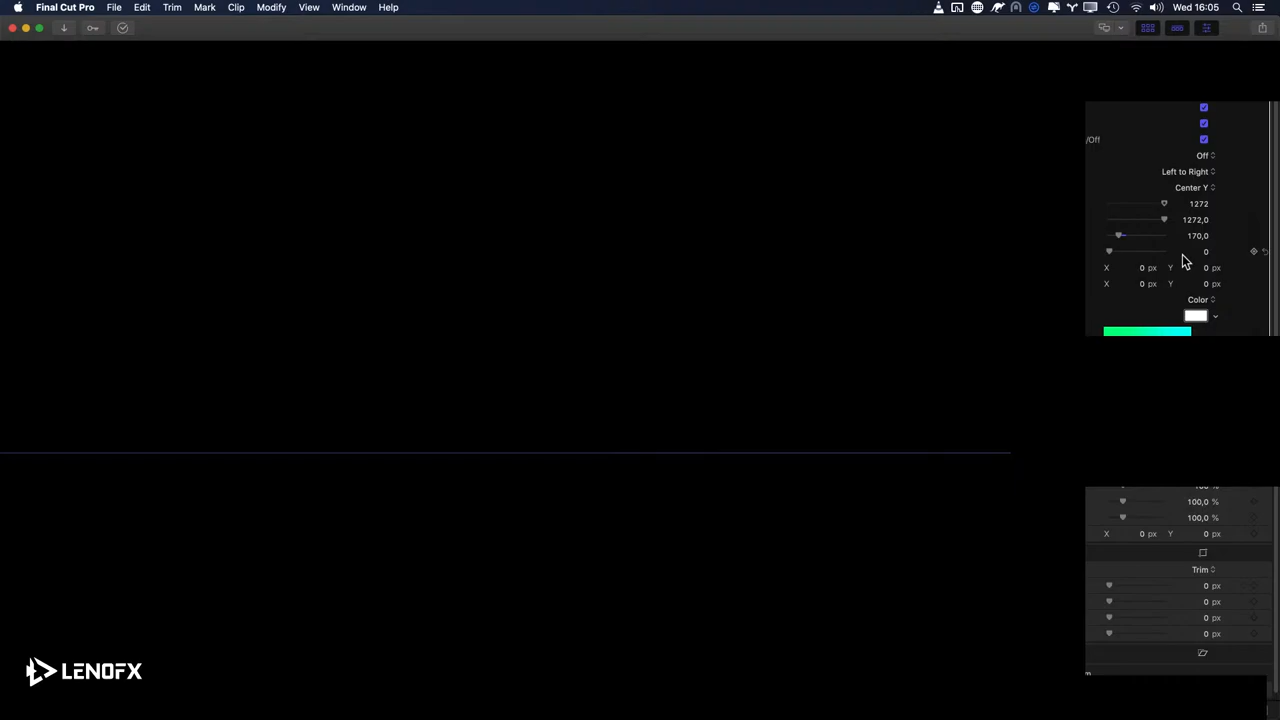 Final Cut Pro File Edit Trim Mark Clip Modify View Window Help Wed 16:05
/Off
Off
Left to Right
Center Y
1272
1272,0
170,0
0
X 0 px Y 0 px
X 0 px Y 0 px
Color
100,0 %
100,0 %
X 0 px Y 0 px
Trim
0 px
0 px
0 px
0 px
LENOFX